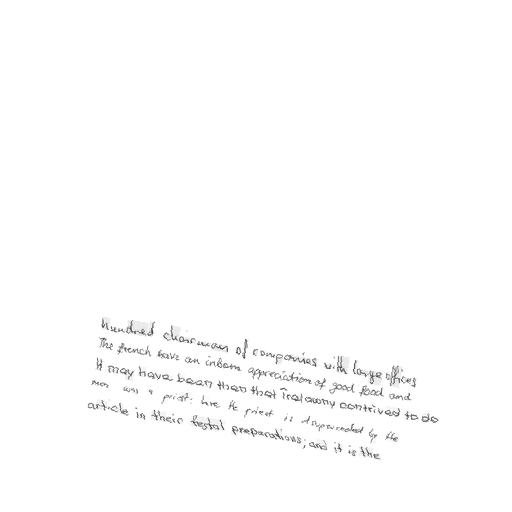 hundred chairman of companies with large offices
The french have an inborn appreciation of good food and
It may have been then that Trelawny contrived to do
man was a priest: here the priest is superseded by the
article in their festal preparations; and it is the